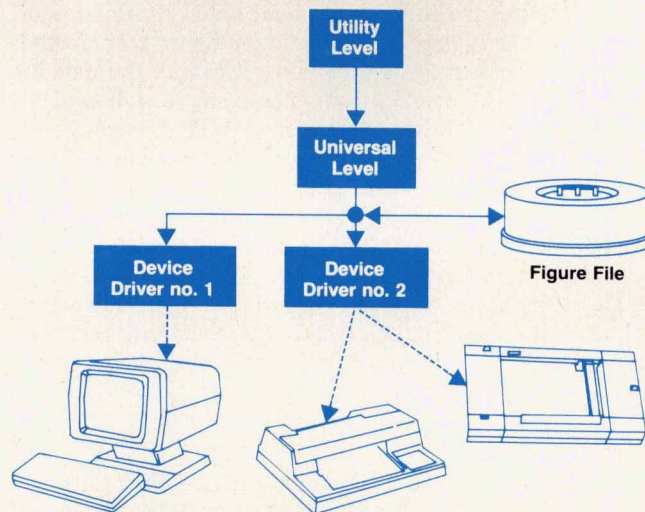 Utility
Level
Universal
Level
Device
Driver no. 1
Device
Driver no. 2
Figure File